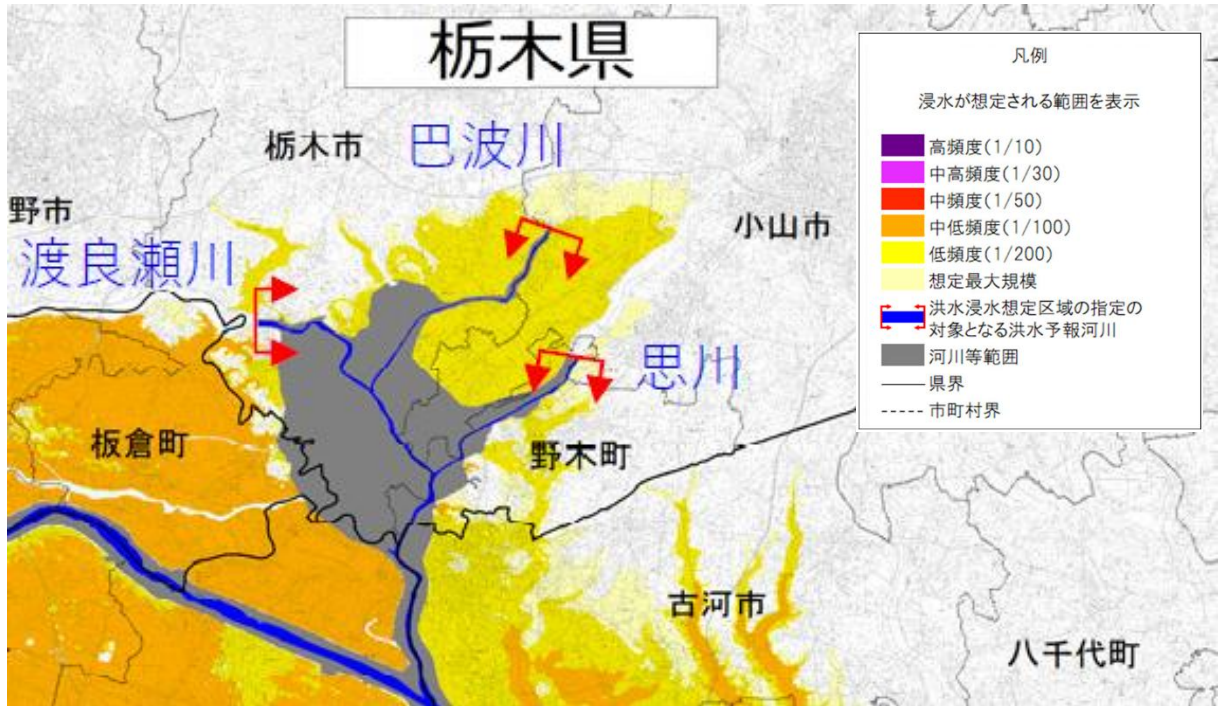 栃木県
凡例
浸水が想定される範囲を表示
高頻度(1/10)
中高頻度(1/30)
中頻度(1/50)
中低頻度(1/100)
低頻度(1/200)
想定最大規模
洪水浸水想定区域の指定の
対象となる洪水予報河川
河川等範囲
県界
市町村界
栃木市
巴波川
野市
小山市
渡良瀬川
思川
板倉町
野木町
古河市
八千代町